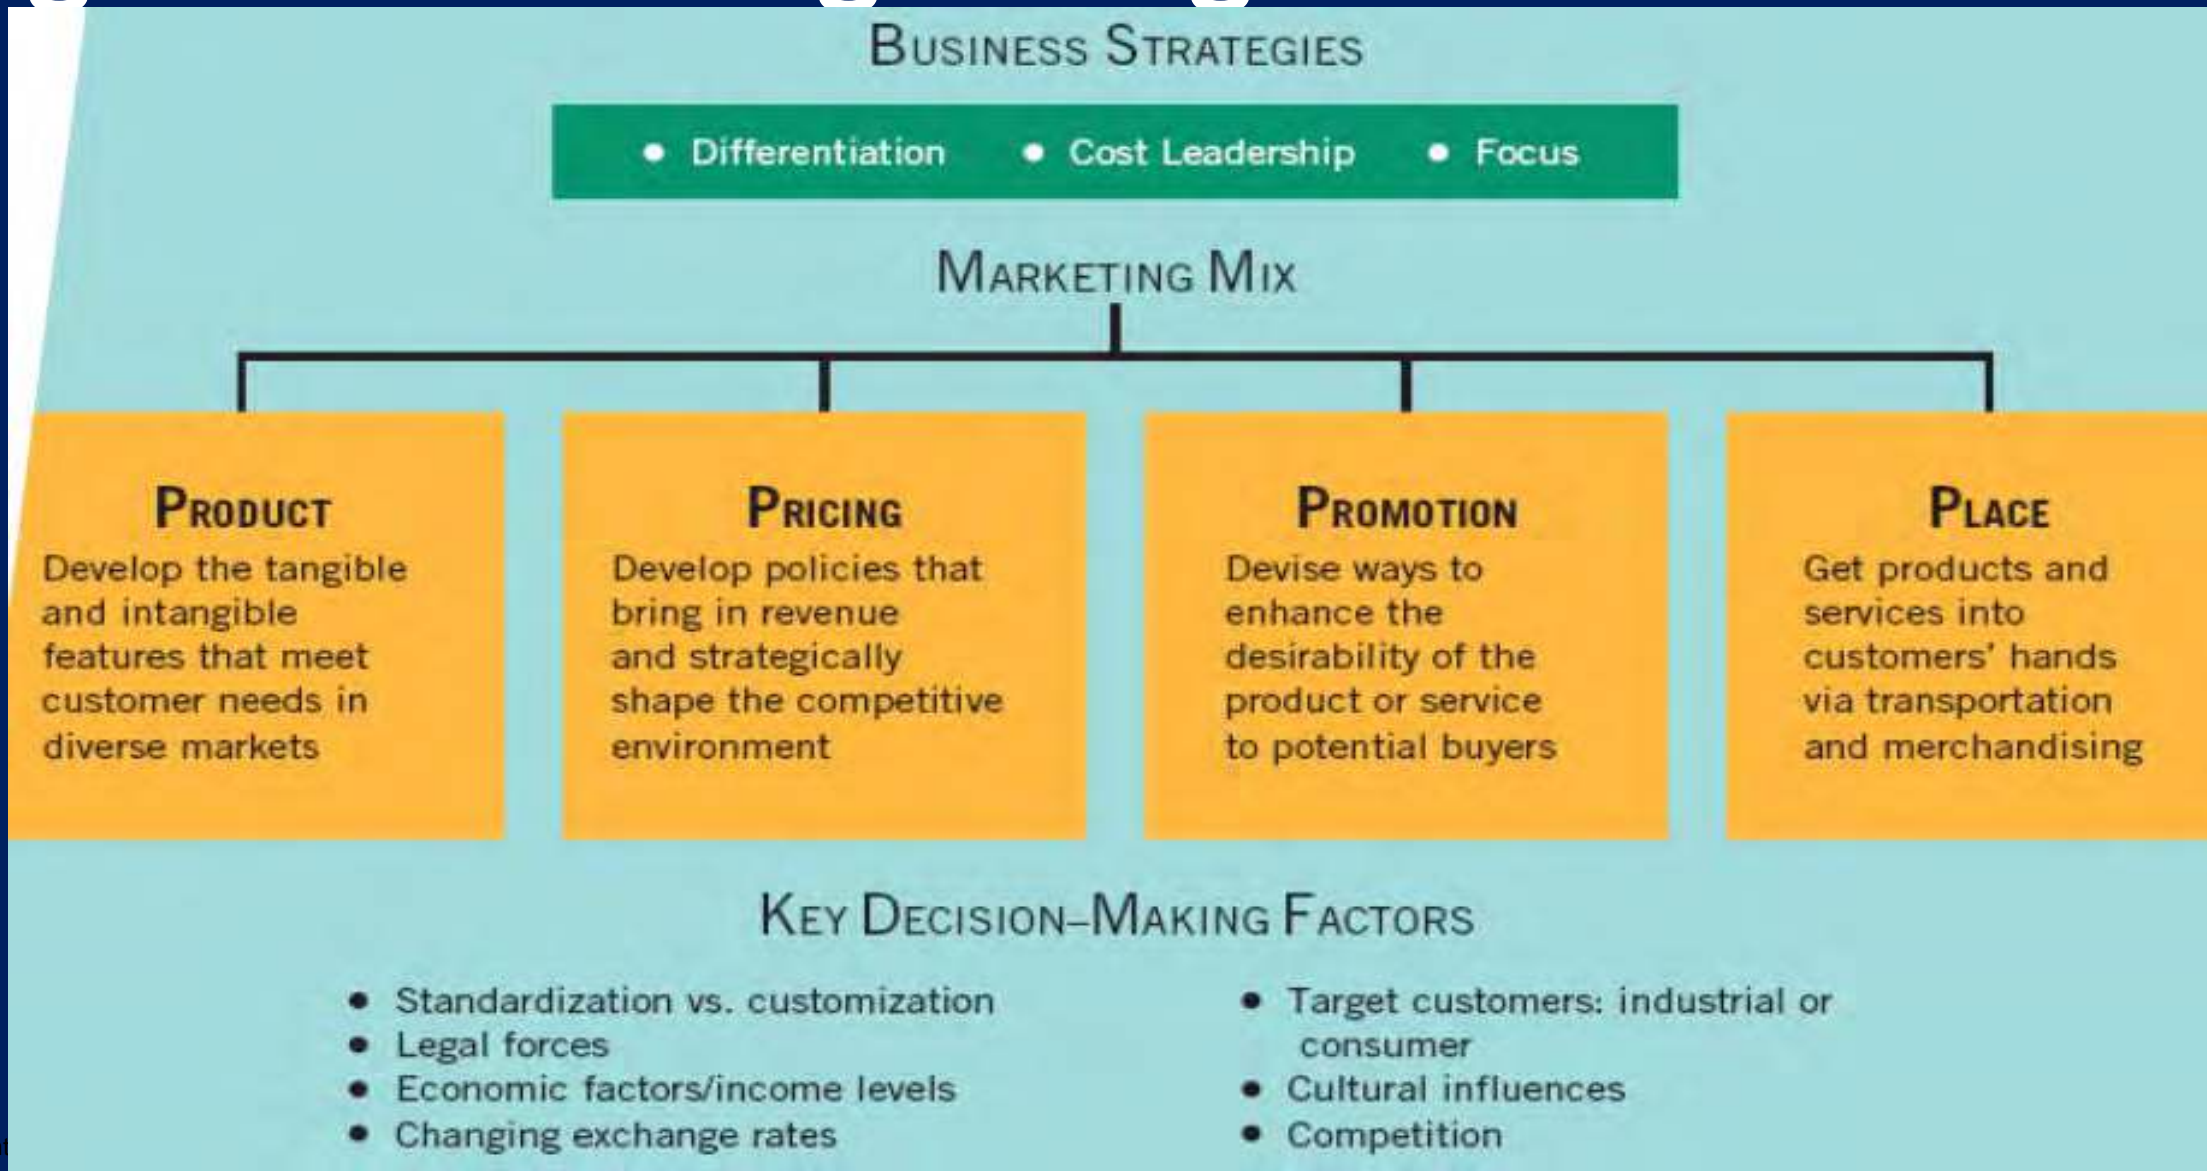 BUSINESS STRATEGIES
• Differentiation • Cost Leadership • Focus
MARKETING MIX
PRODUCT
Develop the tangible
and intangible
features that meet
customer needs in
diverse markets
PRICING
Develop policies that
bring in revenue
and strategically
shape the competitive
environment
PROMOTION
Devise ways to
enhance the
desirability of the
product or service
to potential buyers
PLACE
Get products and
services into
customers' hands
via transportation
and merchandising
KEY DECISION–MAKING FACTORS
• Standardization vs. customization
• Legal forces
• Economic factors/income levels
• Changing exchange rates
• Target customers: industrial or
consumer
• Cultural influences
• Competition